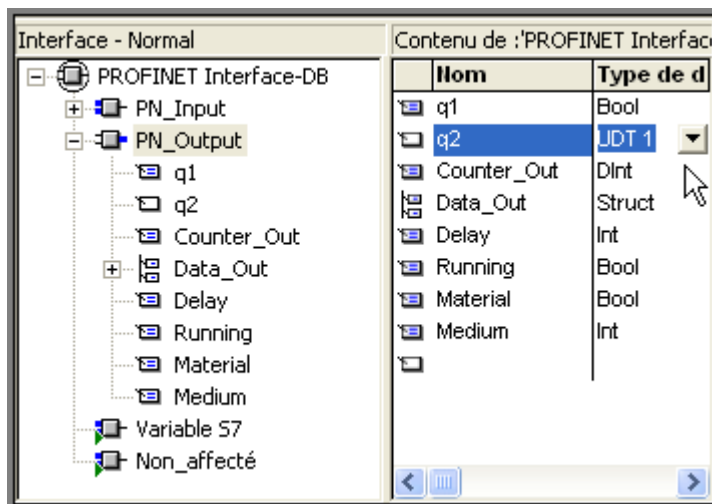 Interface - Normal
PROFINET Interface-DB
PN_Input
PN_Output
q1
q2
Counter_Out
Data_Out
Delay
Running
Material
Medium
Variable S7
Non_affecté
Contenu de :'PROFINET Interfac
Nom Type de d
q1 Bool
q2 UDT 1
Counter_Out DInt
Data_Out Struct
Delay Int
Running Bool
Material Bool
Medium Int